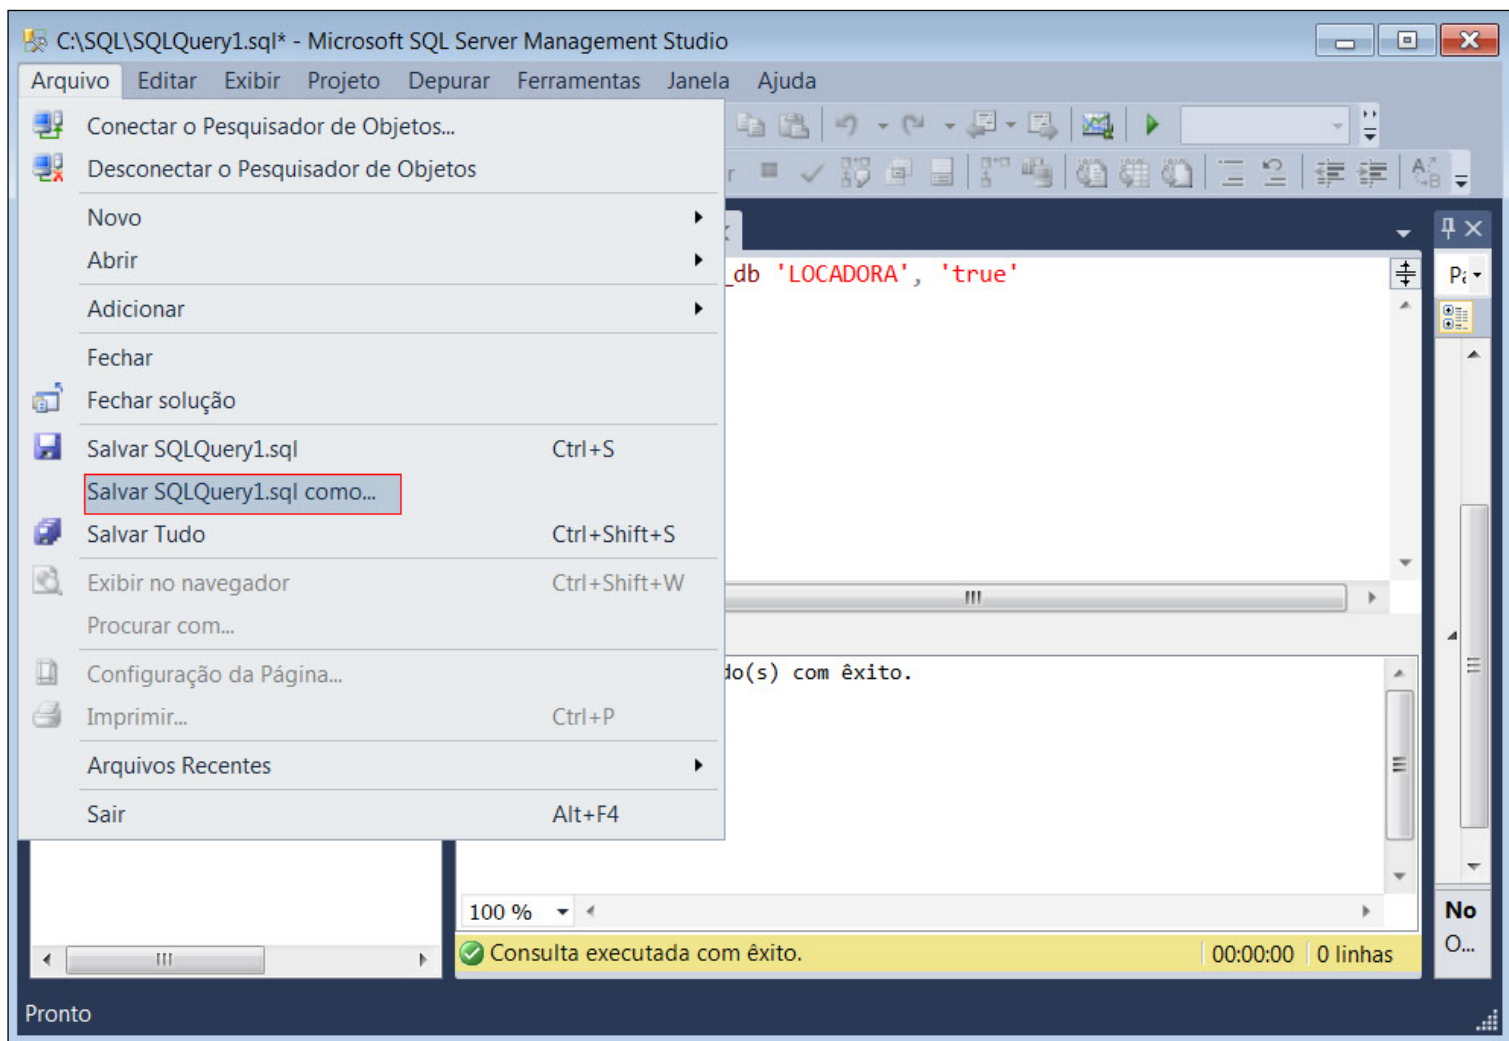 C:\SQL\SQLQuery1.sql* - Microsoft SQL Server Management Studio
Arquivo Editar Exibir Projeto Depurar Ferramentas Janela Ajuda
Conectar o Pesquisador de Objetos...
Desconectar o Pesquisador de Objetos
Novo
Abrir
_db 'LOCADORA', 'true'
Adicionar
Fechar
Fechar solução
Salvar SQLQuery1.sql Ctrl+S
Salvar SQLQuery1.sql como...
Salvar Tudo Ctrl+Shift+S
Exibir no navegador Ctrl+Shift+W
Procurar com...
Configuração da Página...
do(s) com êxito.
Imprimir... Ctrl+P
Arquivos Recentes
Sair Alt+F4
100 %
No
Consulta executada com êxito. 00:00:00 0 linhas
O...
Pronto